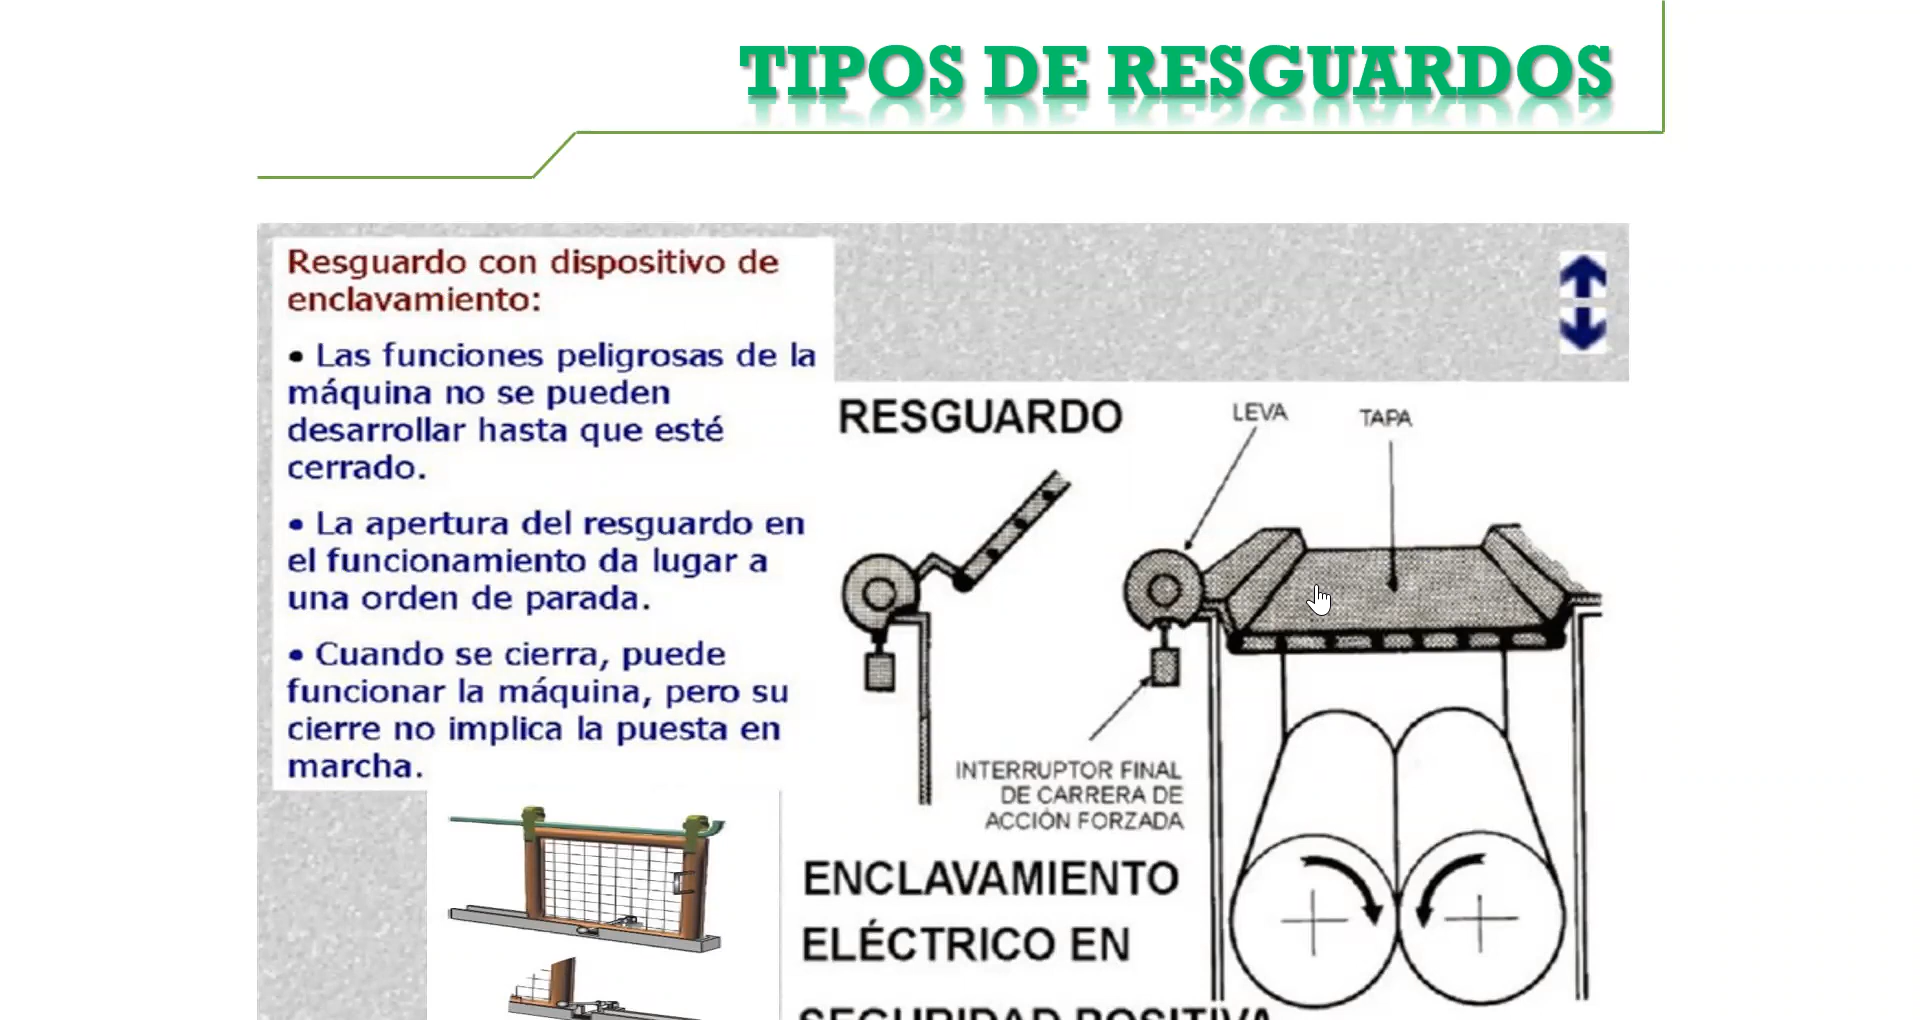 TIPOS DE RESGUARDOS
Resguardo con dispositivo de
enclavamiento:
• Las funciones peligrosas de la
máquina no se pueden
desarrollar hasta que esté
cerrado.
• La apertura del resguardo en
el funcionamiento da lugar a
una orden de parada.
• Cuando se cierra, puede
funcionar la máquina, pero su
cierre no implica la puesta en
marcha.
RESGUARDO
LEVA
TAPA
INTERRUPTOR FINAL
DE CARRERA DE
ACCIÓN FORZADA
ENCLAVAMIENTO
ELÉCTRICO EN
SEGURIDAD POSITIVA